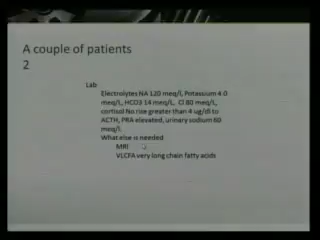 A couple of patients
2
Lab:
Electrolytes NA 120 meq/l, Potassium 4.0
meq/L, HCO3 14 meq/L, Cl 80 meq/L,
cortisol No rise greater than 4 ug/dl to
ACTH, PRA elevated, urinary sodium 60
meq/l.
What else is needed
MRI
VLCFA very long chain fatty acids